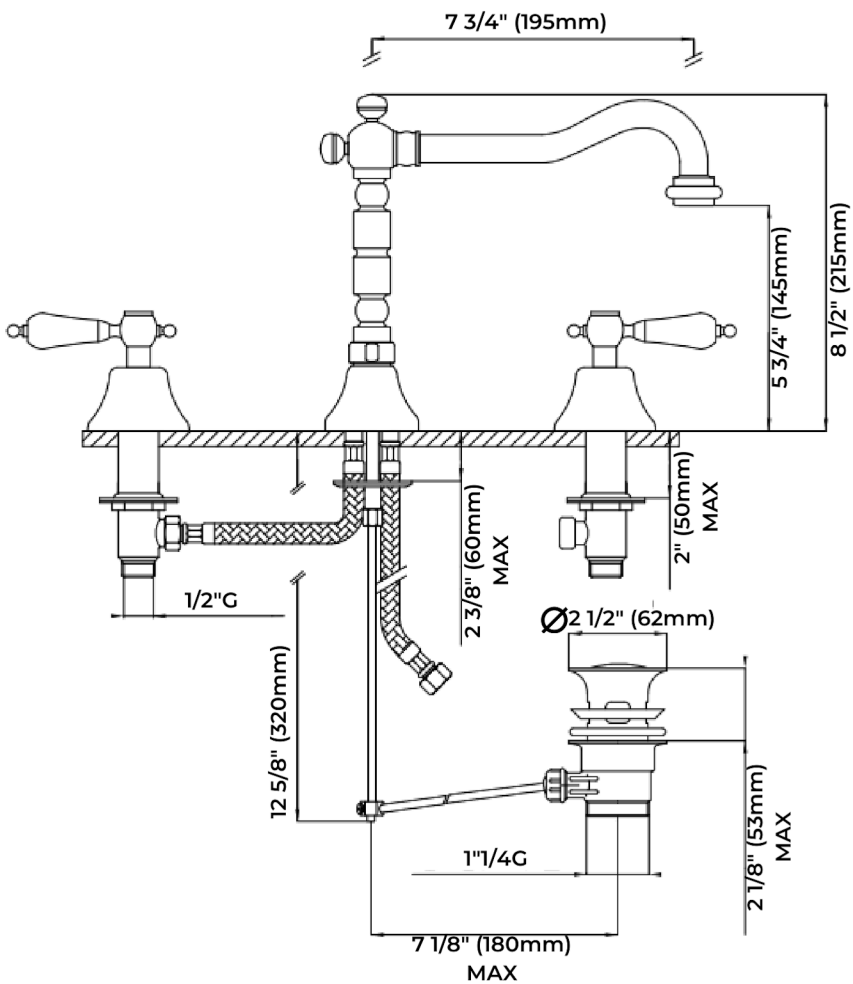 7 3/4" (195mm)
5 3/4" (145mm)
8 1/2" (215mm)
2" (50mm)
MAX
2 3/8" (60mm)
MAX
1/2"G
Ø2 1/2" (62mm)
12 5/8" (320mm)
2 1/8" (53mm)
MAX
1"1/4G
7 1/8" (180mm)
MAX